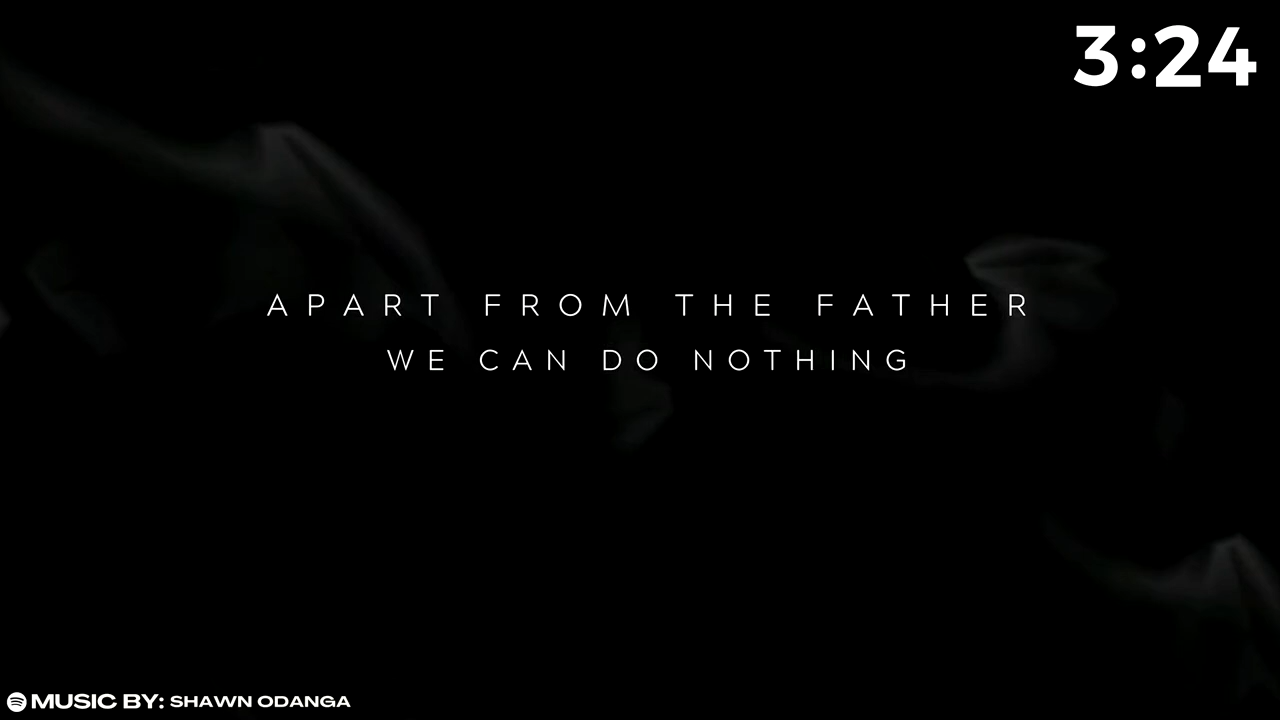 3:24
APART FROM THE FATHER
WE CAN DO NOTHING
MUSIC BY: SHAWN ODANGA